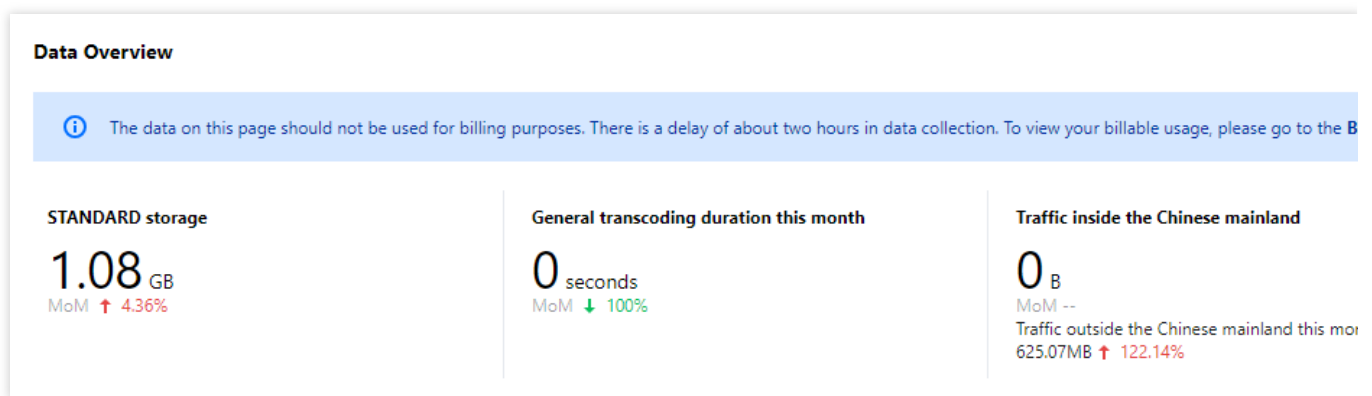 Data Overview
The data on this page should not be used for billing purposes. There is a delay of about two hours in data collection. To view your billable usage, please go to the
STANDARD storage
1.08 GB
MoM ↑ 4.36%
General transcoding duration this month
0 seconds
MoM ↓ 100%
Traffic inside the Chinese mainland
0 B
MoM --
Traffic outside the Chinese mainland this
625.07MB ↑ 122.14%